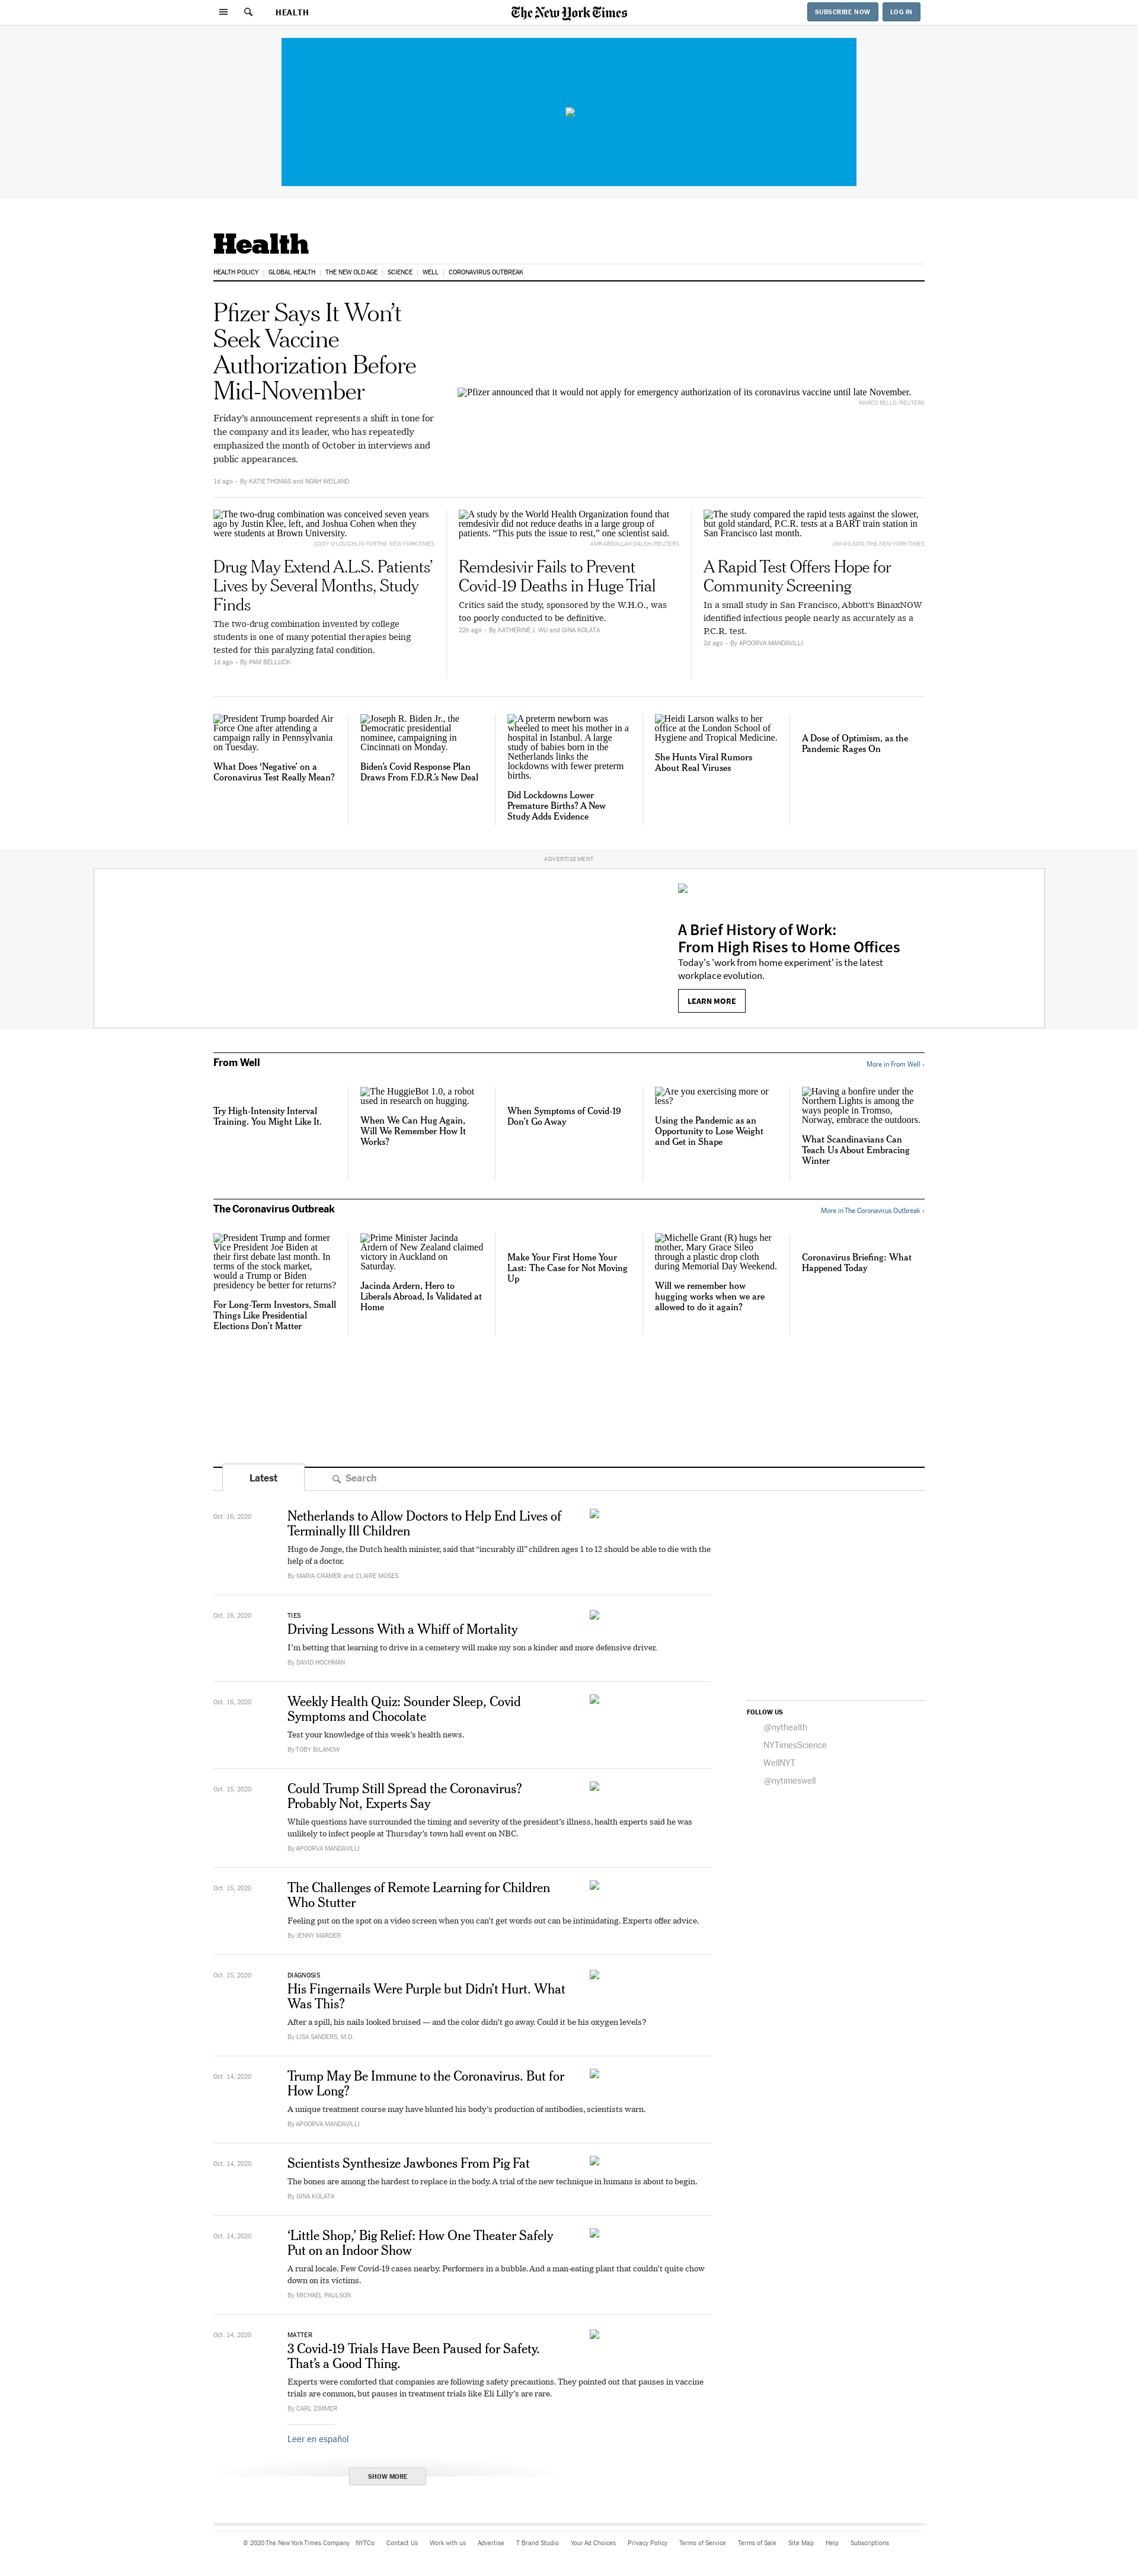 HEALTH
The New York Times
SUBSCRIBE NOW
LOG IN
Health
HEALTH POLICY | GLOBAL HEALTH | THE NEW OLD AGE | SCIENCE | WELL | CORONAVIRUS OUTBREAK
Pfizer Says It Won’t
Seek Vaccine
Authorization Before
Mid-November
Friday’s announcement represents a shift in tone for
the company and its leader, who has repeatedly
emphasized the month of October in interviews and
public appearances.
1d ago • By KATIE THOMAS and NOAH WEILAND
Pfizer announced that it would not apply for emergency authorization of its coronavirus vaccine until late November.
MARCO BELLO/REUTERS
The two-drug combination was conceived seven years
ago by Justin Klee, left, and Joshua Cohen when they
were students at Brown University.
CODY O'LOUGHLIN FOR THE NEW YORK TIMES
Drug May Extend A.L.S. Patients’
Lives by Several Months, Study
Finds
The two-drug combination invented by college
students is one of many potential therapies being
tested for this paralyzing fatal condition.
1d ago • By PAM BELLUCK
A study by the World Health Organization found that
remdesivir did not reduce deaths in a large group of
patients. “This puts the issue to rest,” one scientist said.
AMR ABDALLAH DALSH/REUTERS
Remdesivir Fails to Prevent
Covid-19 Deaths in Huge Trial
Critics said the study, sponsored by the W.H.O., was
too poorly conducted to be definitive.
22h ago • By KATHERINE J. WU and GINA KOLATA
The study compared the rapid tests against the slower,
but gold standard, P.C.R. tests at a BART train station in
San Francisco last month.
JIM WILSON/THE NEW YORK TIMES
A Rapid Test Offers Hope for
Community Screening
In a small study in San Francisco, Abbott’s BinaxNOW
identified infectious people nearly as accurately as a
P.C.R. test.
2d ago • By APOORVA MANDAVILLI
President Trump boarded Air
Force One after attending a
campaign rally in Pennsylvania
on Tuesday.
What Does ‘Negative’ on a
Coronavirus Test Really Mean?
Joseph R. Biden Jr., the
Democratic presidential
nominee, campaigning in
Cincinnati on Monday.
Biden’s Covid Response Plan
Draws From F.D.R.’s New Deal
A preterm newborn was
wheeled to meet his mother in a
hospital in Istanbul. A large
study of babies born in the
Netherlands links the
lockdowns with fewer preterm
births.
Did Lockdowns Lower
Premature Births? A New
Study Adds Evidence
Heidi Larson walks to her
office at the London School of
Hygiene and Tropical Medicine.
She Hunts Viral Rumors
About Real Viruses
A Dose of Optimism, as the
Pandemic Rages On
ADVERTISEMENT
A Brief History of Work:
From High Rises to Home Offices
Today's 'work from home experiment' is the latest
workplace evolution.
LEARN MORE
From Well
More in From Well ›
Try High-Intensity Interval
Training. You Might Like It.
The HuggieBot 1.0, a robot
used in research on hugging.
When We Can Hug Again,
Will We Remember How It
Works?
When Symptoms of Covid-19
Don’t Go Away
Are you exercising more or
less?
Using the Pandemic as an
Opportunity to Lose Weight
and Get in Shape
Having a bonfire under the
Northern Lights is among the
ways people in Tromso,
Norway, embrace the outdoors.
What Scandinavians Can
Teach Us About Embracing
Winter
The Coronavirus Outbreak
More in The Coronavirus Outbreak ›
President Trump and former
Vice President Joe Biden at
their first debate last month. In
terms of the stock market,
would a Trump or Biden
presidency be better for returns?
For Long-Term Investors, Small
Things Like Presidential
Elections Don’t Matter
Prime Minister Jacinda
Ardern of New Zealand claimed
victory in Auckland on
Saturday.
Jacinda Ardern, Hero to
Liberals Abroad, Is Validated at
Home
Make Your First Home Your
Last: The Case for Not Moving
Up
Michelle Grant (R) hugs her
mother, Mary Grace Sileo
through a plastic drop cloth
during Memorial Day Weekend.
Will we remember how
hugging works when we are
allowed to do it again?
Coronavirus Briefing: What
Happened Today
Latest
Search
Oct. 16, 2020
Netherlands to Allow Doctors to Help End Lives of
Terminally Ill Children
Hugo de Jonge, the Dutch health minister, said that “incurably ill” children ages 1 to 12 should be able to die with the
help of a doctor.
By MARIA CRAMER and CLAIRE MOSES
Oct. 16, 2020
TIES
Driving Lessons With a Whiff of Mortality
I’m betting that learning to drive in a cemetery will make my son a kinder and more defensive driver.
By DAVID HOCHMAN
Oct. 16, 2020
Weekly Health Quiz: Sounder Sleep, Covid
Symptoms and Chocolate
Test your knowledge of this week’s health news.
By TOBY BILANOW
Oct. 15, 2020
Could Trump Still Spread the Coronavirus?
Probably Not, Experts Say
While questions have surrounded the timing and severity of the president’s illness, health experts said he was
unlikely to infect people at Thursday’s town hall event on NBC.
By APOORVA MANDAVILLI
Oct. 15, 2020
The Challenges of Remote Learning for Children
Who Stutter
Feeling put on the spot on a video screen when you can’t get words out can be intimidating. Experts offer advice.
By JENNY MARDER
Oct. 15, 2020
DIAGNOSIS
His Fingernails Were Purple but Didn’t Hurt. What
Was This?
After a spill, his nails looked bruised — and the color didn’t go away. Could it be his oxygen levels?
By LISA SANDERS, M.D.
Oct. 14, 2020
Trump May Be Immune to the Coronavirus. But for
How Long?
A unique treatment course may have blunted his body’s production of antibodies, scientists warn.
By APOORVA MANDAVILLI
Oct. 14, 2020
Scientists Synthesize Jawbones From Pig Fat
The bones are among the hardest to replace in the body. A trial of the new technique in humans is about to begin.
By GINA KOLATA
Oct. 14, 2020
‘Little Shop,’ Big Relief: How One Theater Safely
Put on an Indoor Show
A rural locale. Few Covid-19 cases nearby. Performers in a bubble. And a man-eating plant that couldn’t quite chow
down on its victims.
By MICHAEL PAULSON
Oct. 14, 2020
MATTER
3 Covid-19 Trials Have Been Paused for Safety.
That’s a Good Thing.
Experts were comforted that companies are following safety precautions. They pointed out that pauses in vaccine
trials are common, but pauses in treatment trials like Eli Lilly’s are rare.
By CARL ZIMMER
Leer en español
SHOW MORE
FOLLOW US
@nythealth
NYTimesScience
WellNYT
@nytimeswell
© 2020 The New York Times Company NYTCo Contact Us Work with us Advertise T Brand Studio Your Ad Choices Privacy Policy Terms of Service Terms of Sale Site Map Help Subscriptions